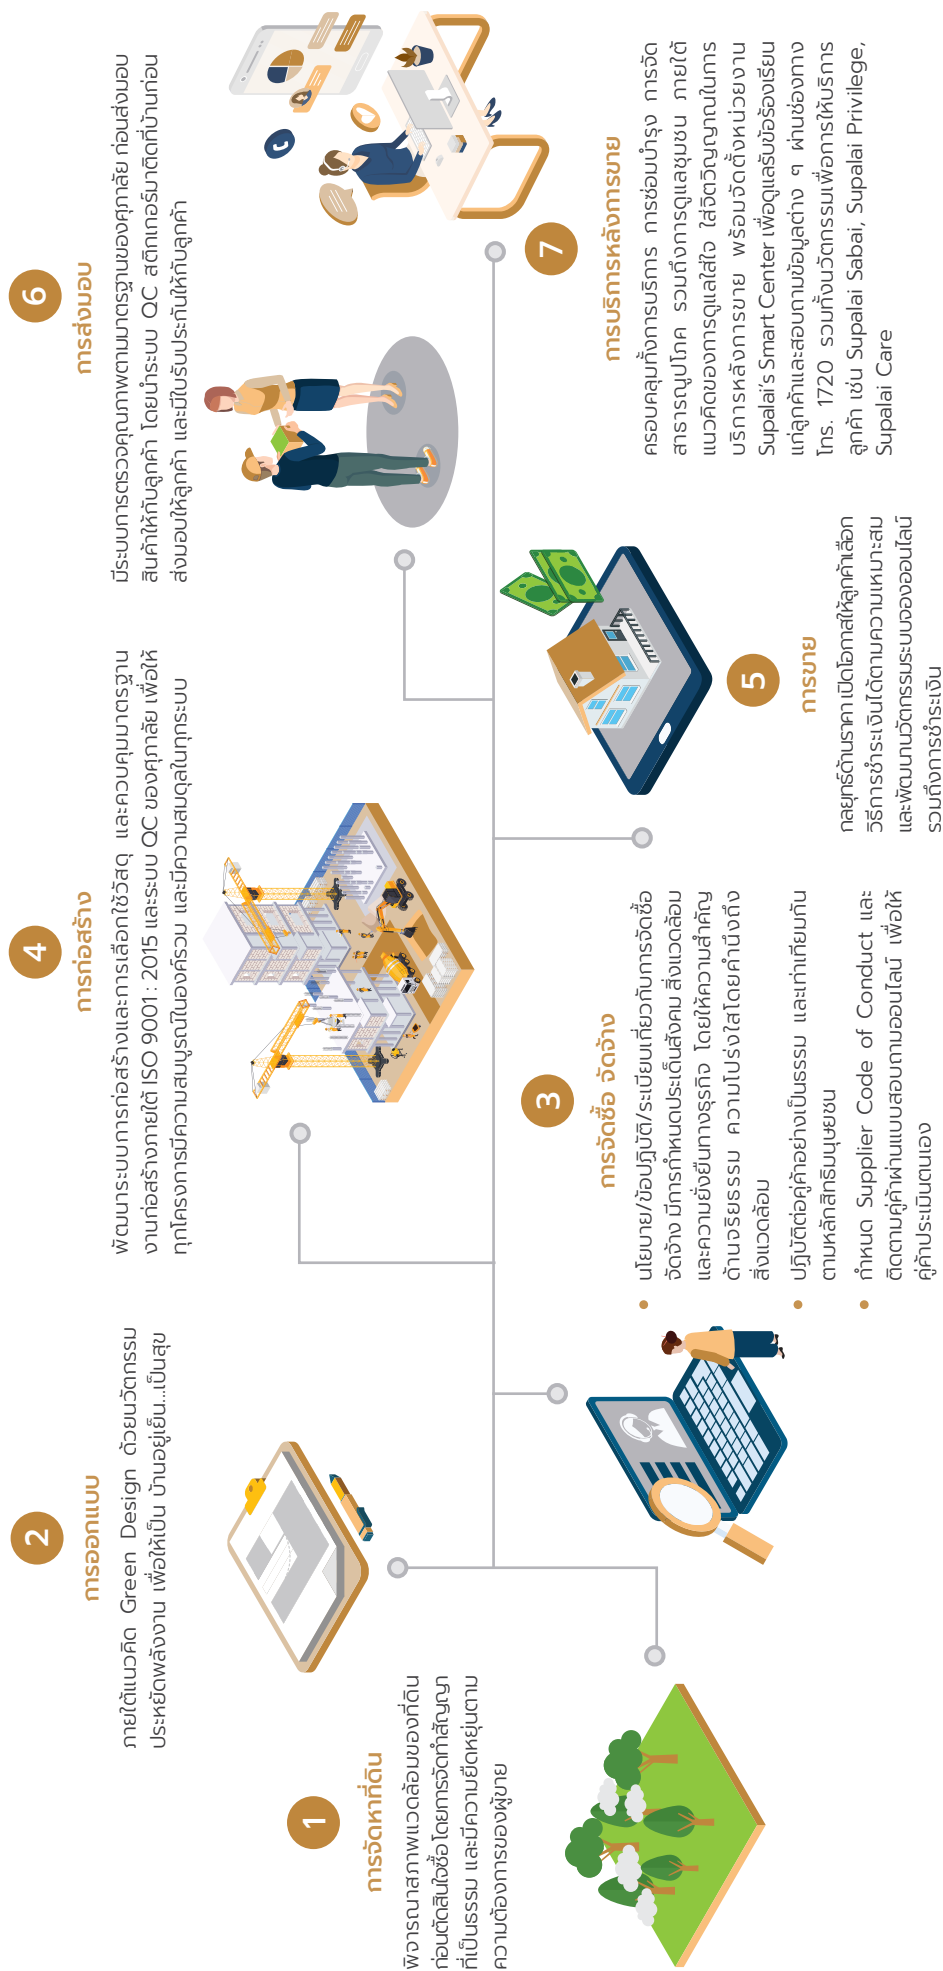 1
การจัดหาที่ดิน
พิจารณาสภาพแวดล้อมของที่ดิน
ก่อนตัดสินใจซื้อโดยการจัดทำสัญญา
ที่เป็นธรรม และมีความยืดหยุ่นตาม
ความต้องการของผู้ขาย
2
การออกแบบ
ภายใต้แนวคิด Green Design ด้วยนวัตกรรม
ประหยัดพลังงาน เพื่อให้เป็น บ้านอยู่เย็น...เป็นสุข
3
การจัดซื้อ จัดจ้าง
• นโยบาย/ข้อปฏิบัติ/ระเบียบเกี่ยวกับการจัดซื้อ
จัดจ้าง มีการกำหนดประเด็นสังคม สิ่งแวดล้อม
และความยั่งยืนทางธุรกิจ โดยให้ความสำคัญ
ด้านจริยธรรม ความโปร่งใสโดยคำนึงถึง
สิ่งแวดล้อม
• ปฏิบัติต่อคู่ค้าอย่างเป็นธรรม และเท่าเทียมกัน
ตามหลักสิทธิมนุษยชน
• กำหนด Supplier Code of Conduct และ
ติดตามคู่ค้าผ่านแบบสอบถามออนไลน์ เพื่อให้
คู่ค้าประเมินตนเอง
4
การก่อสร้าง
พัฒนาระบบการก่อสร้างและการเลือกใช้วัสดุ และควบคุมมาตรฐาน
งานก่อสร้างภายใต้ ISO 9001 : 2015 และระบบ QC ของศุภาลัย เพื่อให้
ทุกโครงการมีความสมบูรณ์ในองค์รวม และมีความสมดุลในทุกระบบ
5
การขาย
กลยุทธ์ด้านราคาเปิดโอกาสให้ลูกค้าเลือก
วิธีการชำระเงินได้ตามความเหมาะสม
และพัฒนานวัตกรรมระบบจองออนไลน์
รวมถึงการชำระเงิน
6
การส่งมอบ
มีระบบการตรวจคุณภาพตามมาตรฐานของศุภาลัย ก่อนส่งมอบ
สินค้าให้กับลูกค้า โดยนำระบบ QC สติกเกอร์มาติดที่บ้านก่อน
ส่งมอบให้ลูกค้า และมีใบรับประกันให้กับลูกค้า
7
การบริการหลังการขาย
ครอบคลุมทั้งการบริการ การซ่อมบำรุง การจัด
สาธารณูปโภค รวมถึงการดูแลชุมชน ภายใต้
แนวคิดของการดูแลใส่ใจ ใส่จิตวิญญาณในการ
บริการหลังการขาย พร้อมจัดตั้งหน่วยงาน
Supalai's Smart Center เพื่อดูแลรับข้อร้องเรียน
แก่ลูกค้าและสอบถามข้อมูลต่าง ๆ ผ่านช่องทาง
โทร. 1720 รวมทั้งนวัตกรรมเพื่อการให้บริการ
ลูกค้า เช่น Supalai Sabai, Supalai Privilege,
Supalai Care